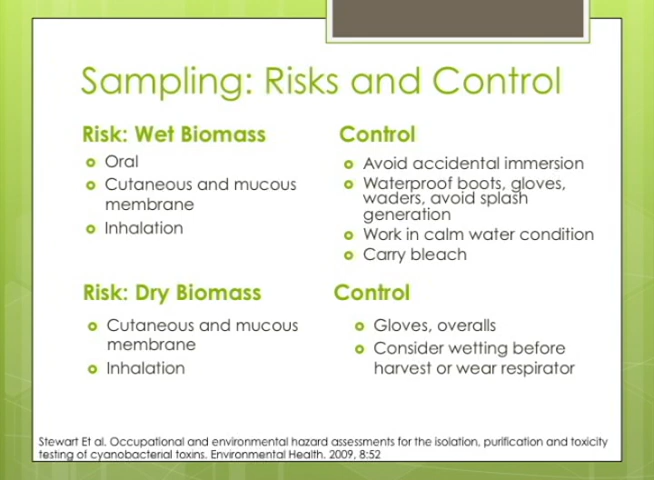 Sampling: Risks and Control
Risk: Wet Biomass
Oral
Cutaneous and mucous
membrane
Inhalation
Control
Avoid accidental immersion
Waterproof boots, gloves,
waders, avoid splash
generation
Work in calm water condition
Carry bleach
Risk: Dry Biomass
Cutaneous and mucous
membrane
Inhalation
Control
Gloves, overalls
Consider wetting before
harvest or wear respirator
Stewart Et al. Occupational and environmental hazard assessments for the isolation, purification and toxicity
testing of cyanobacterial toxins. Environmental Health. 2009, 8:52